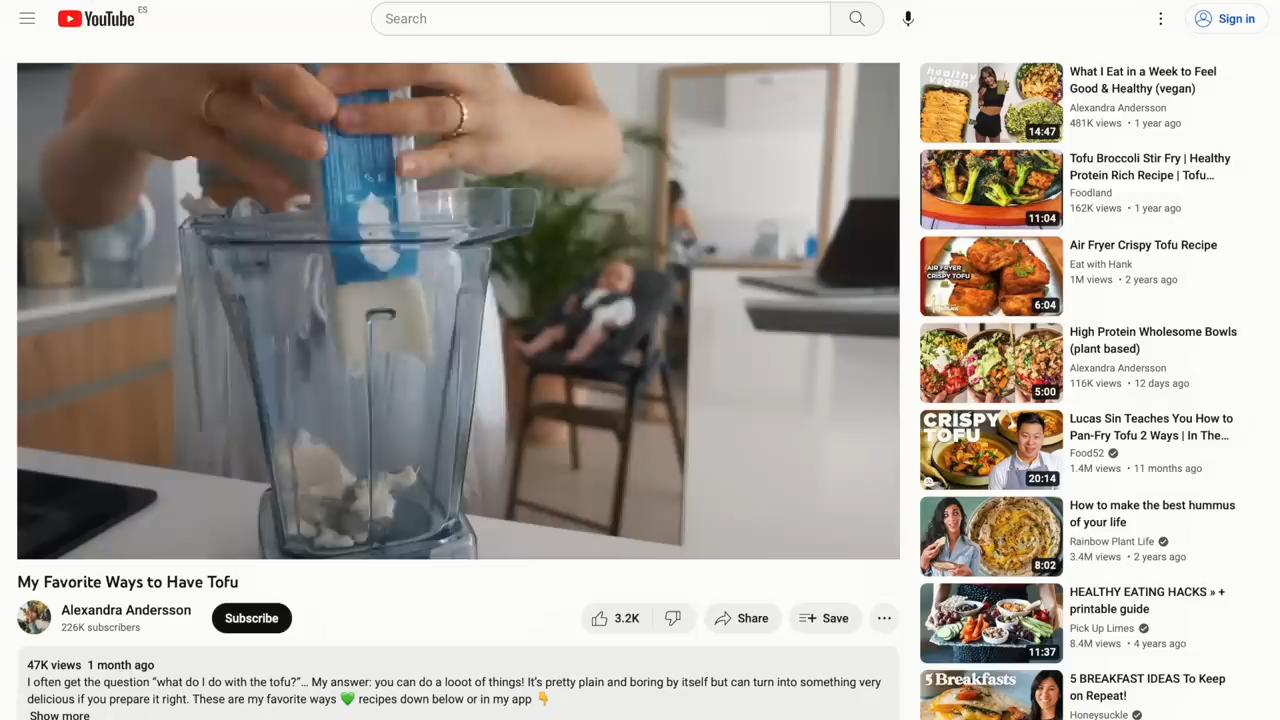 YouTube ES
Search
Sign in
My Favorite Ways to Have Tofu
Alexandra Andersson
226K subscribers
Subscribe
3.2K
Share
Save
47K views 1 month ago
I often get the question “what do I do with the tofu?”... My answer: you can do a looot of things! It’s pretty plain and boring by itself but can turn into something very
delicious if you prepare it right. These are my favorite ways 💚 recipes down below or in my app 👇
Show more
healthy
vegan
14:47
What I Eat in a Week to Feel
Good & Healthy (vegan)
Alexandra Andersson
481K views • 1 year ago
11:04
Tofu Broccoli Stir Fry | Healthy
Protein Rich Recipe | Tofu...
Foodland
162K views • 1 year ago
AIR FRYER
CRISPY TOFU
6:04
Air Fryer Crispy Tofu Recipe
Eat with Hank
1M views • 2 years ago
5:00
High Protein Wholesome Bowls
(plant based)
Alexandra Andersson
116K views • 12 days ago
CRISPY
TOFU
20:14
Lucas Sin Teaches You How to
Pan-Fry Tofu 2 Ways | In The...
Food52
1.4M views • 11 months ago
8:02
How to make the best hummus
of your life
Rainbow Plant Life
3.4M views • 2 years ago
11:37
HEALTHY EATING HACKS » +
printable guide
Pick Up Limes
8.4M views • 4 years ago
5 Breakfasts
5 BREAKFAST IDEAS To Keep
on Repeat!
Honeysuckle